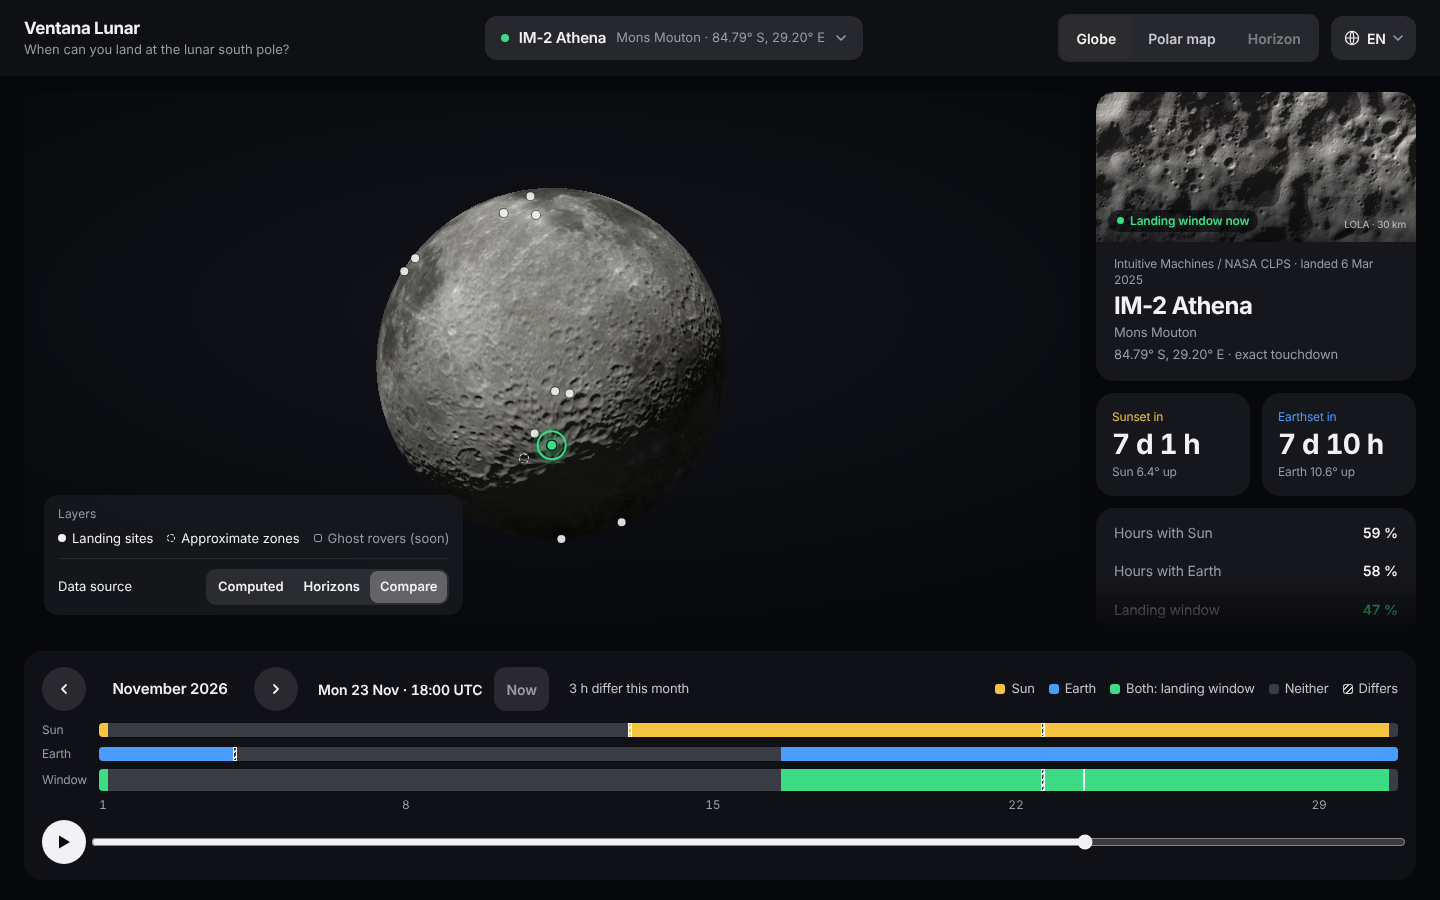 Ventana Lunar
When can you land at the lunar south pole?
IM-2 Athena Mons Mouton · 84.79° S, 29.20° E
Globe Polar map Horizon
EN
Landing window now
LOLA · 30 km
Intuitive Machines / NASA CLPS · landed 6 Mar
2025
IM-2 Athena
Mons Mouton
84.79° S, 29.20° E · exact touchdown
Sunset in
7 d 1 h
Sun 6.4° up
Earthset in
7 d 10 h
Earth 10.6° up
Hours with Sun 59 %
Hours with Earth 58 %
Landing window 47 %
Layers
Landing sites Approximate zones Ghost rovers (soon)
Data source Computed Horizons Compare
November 2026 Mon 23 Nov · 18:00 UTC Now 3 h differ this month
Sun Earth Both: landing window Neither Differs
Sun
Earth
Window
1 8 15 22 29